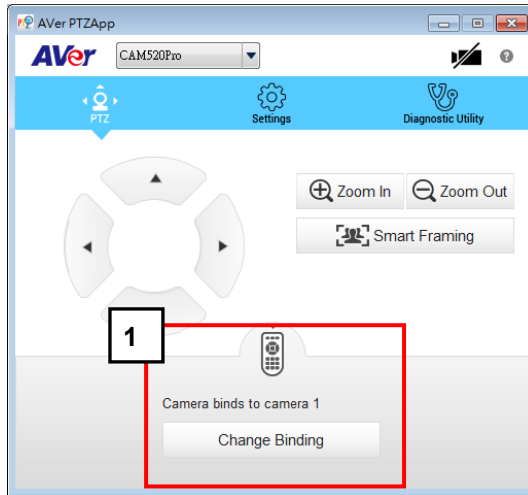 AVer PTZApp
AVer CAM520Pro
PTZ Settings Diagnostic Utility
Zoom In Zoom Out
Smart Framing
1
Camera binds to camera 1
Change Binding